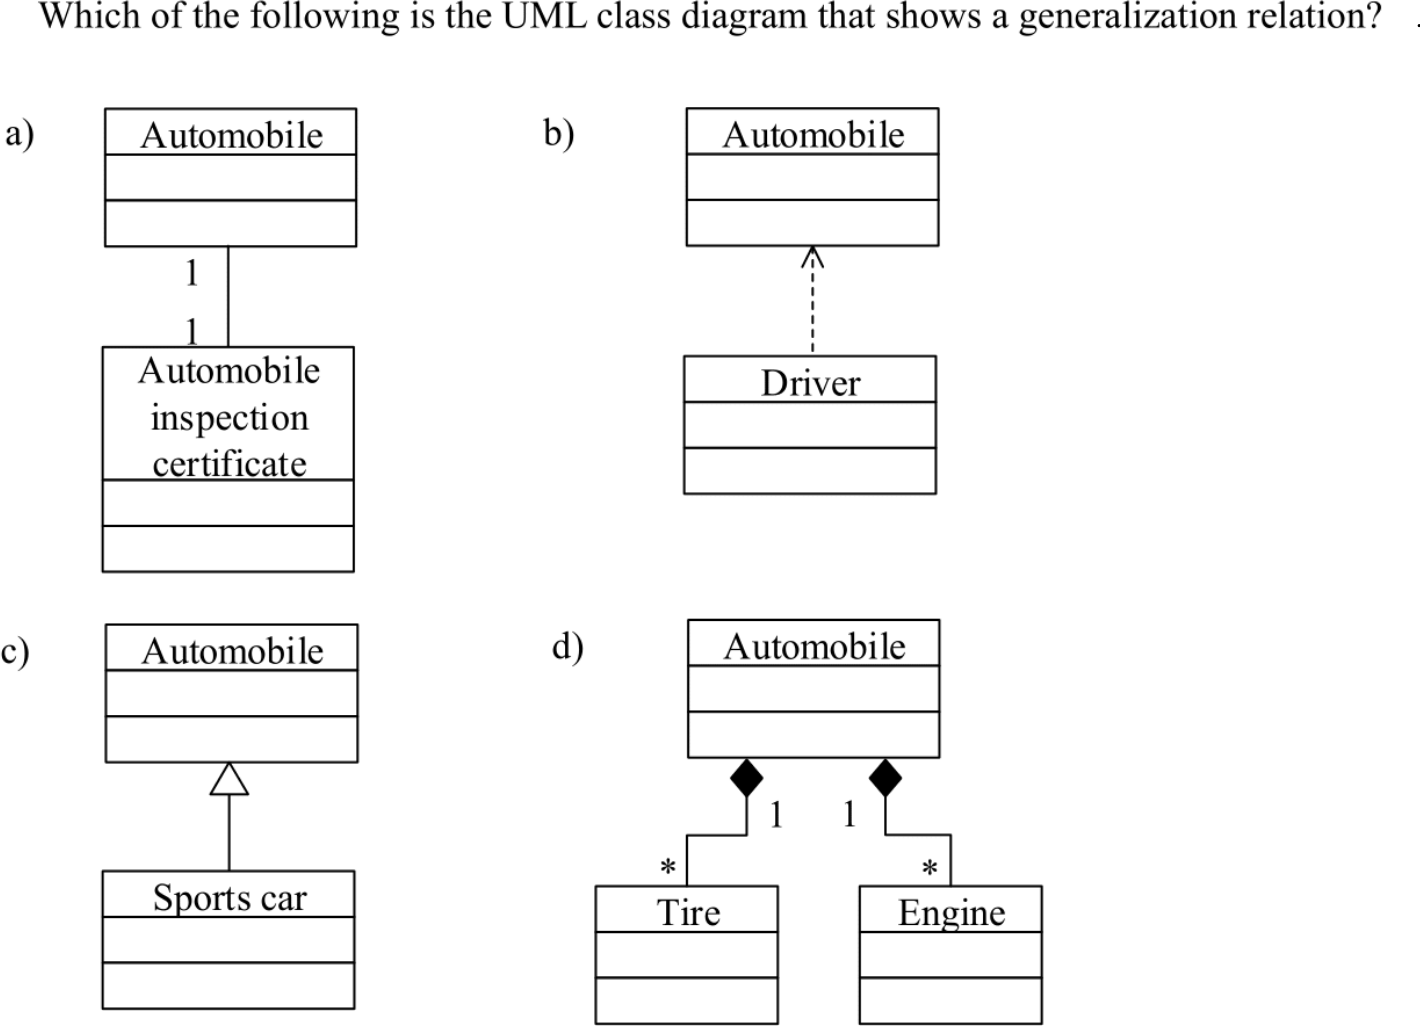 Which of the following is the UML class diagram that shows a generalization relation?
a)
Automobile
1
1
Automobile
inspection
certificate
b)
Automobile
Driver
c)
Automobile
Sports car
d)
Automobile
1
1
*
*
Tire
Engine